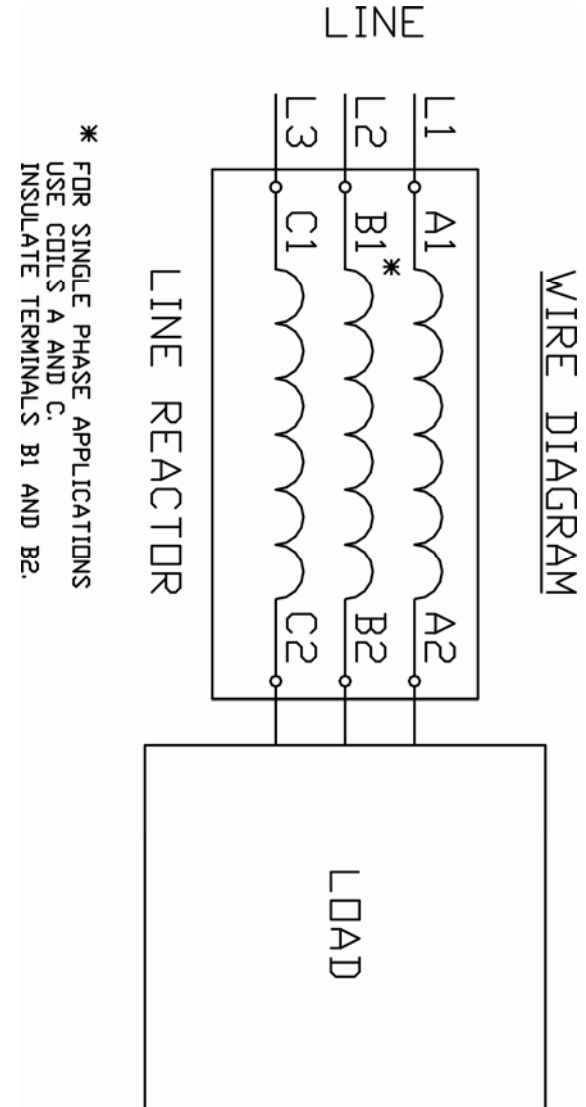 WIRE DIAGRAM
LINE
L1
L2
L3
A1
B1
*
C1
A2
B2
C2
LINE REACTOR
LOAD
* FOR SINGLE PHASE APPLICATIONS
USE COILS A AND C.
INSULATE TERMINALS B1 AND B2.